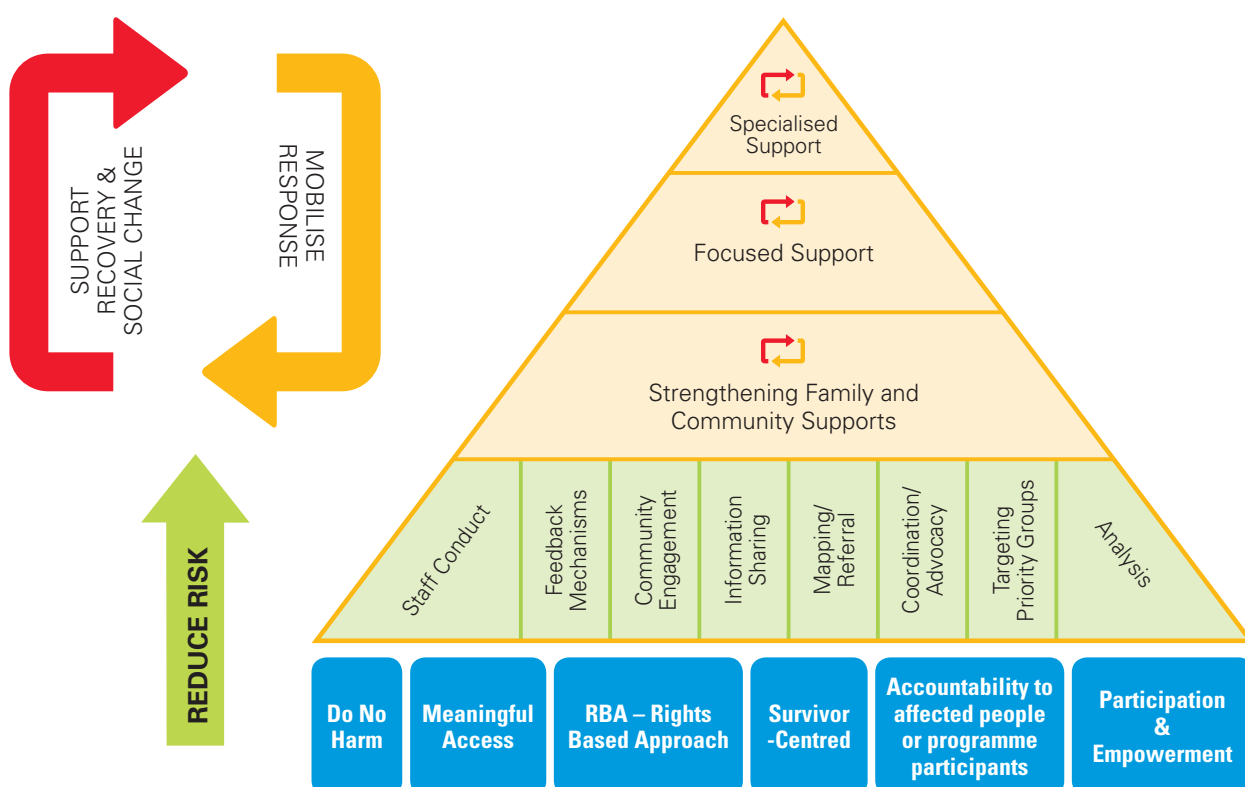 SUPPORT
RECOVERY &
SOCIAL CHANGE
MOBILISE
RESPONSE
REDUCE RISK
Specialised
Support
Focused Support
Strengthening Family and
Community Supports
Staff Conduct
Feedback
Mechanisms
Community
Engagement
Information
Sharing
Mapping/
Referral
Coordination/
Advocacy
Targeting
Priority Groups
Analysis
Do No
Harm
Meaningful
Access
RBA – Rights
Based Approach
Survivor
-Centred
Accountability to
affected people
or programme
participants
Participation
&
Empowerment